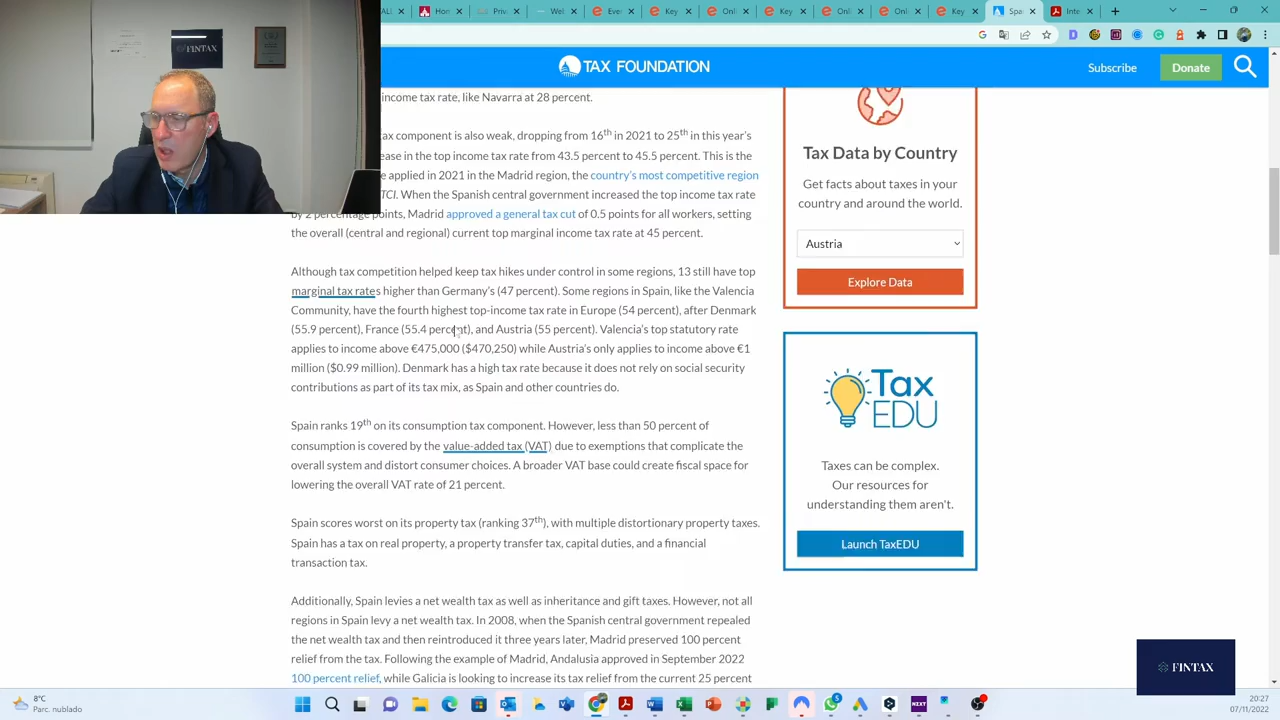 FINTAX
Key
Key
Key
Spa
Inte
TAX FOUNDATION
Subscribe
Donate
income tax rate, like Navarra at 28 percent.
tax component is also weak, dropping from 16th in 2021 to 25th in this year's
ease in the top income tax rate from 43.5 percent to 45.5 percent. This is the
e applied in 2021 in the Madrid region, the country's most competitive region
TCI. When the Spanish central government increased the top income tax rate
by 2 percentage points, Madrid approved a general tax cut of 0.5 points for all workers, setting
the overall (central and regional) current top marginal income tax rate at 45 percent.
Although tax competition helped keep tax hikes under control in some regions, 13 still have top
marginal tax rates higher than Germany's (47 percent). Some regions in Spain, like the Valencia
Community, have the fourth highest top-income tax rate in Europe (54 percent), after Denmark
(55.9 percent), France (55.4 percent), and Austria (55 percent). Valencia's top statutory rate
applies to income above €475,000 ($470,250) while Austria's only applies to income above €1
million ($0.99 million). Denmark has a high tax rate because it does not rely on social security
contributions as part of its tax mix, as Spain and other countries do.
Spain ranks 19th on its consumption tax component. However, less than 50 percent of
consumption is covered by the value-added tax (VAT) due to exemptions that complicate the
overall system and distort consumer choices. A broader VAT base could create fiscal space for
lowering the overall VAT rate of 21 percent.
Spain scores worst on its property tax (ranking 37th), with multiple distortionary property taxes.
Spain has a tax on real property, a property transfer tax, capital duties, and a financial
transaction tax.
Additionally, Spain levies a net wealth tax as well as inheritance and gift taxes. However, not all
regions in Spain levy a net wealth tax. In 2008, when the Spanish central government repealed
the net wealth tax and then reintroduced it three years later, Madrid preserved 100 percent
relief from the tax. Following the example of Madrid, Andalusia approved in September 2022
100 percent relief, while Galicia is looking to increase its tax relief from the current 25 percent
Tax Data by Country
Get facts about taxes in your
country and around the world.
Austria
Explore Data
Tax
EDU
Taxes can be complex.
Our resources for
understanding them aren't.
Launch TaxEDU
FINTAX
8°C
Parc. nublado
5
NEXT
20:27
07/11/2022